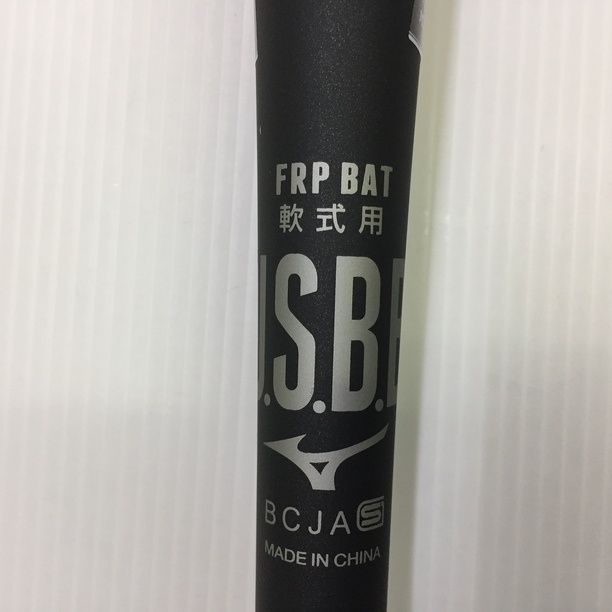 FRP BAT
軟式用
J.S.B.B
BCJA S
MADE IN CHINA